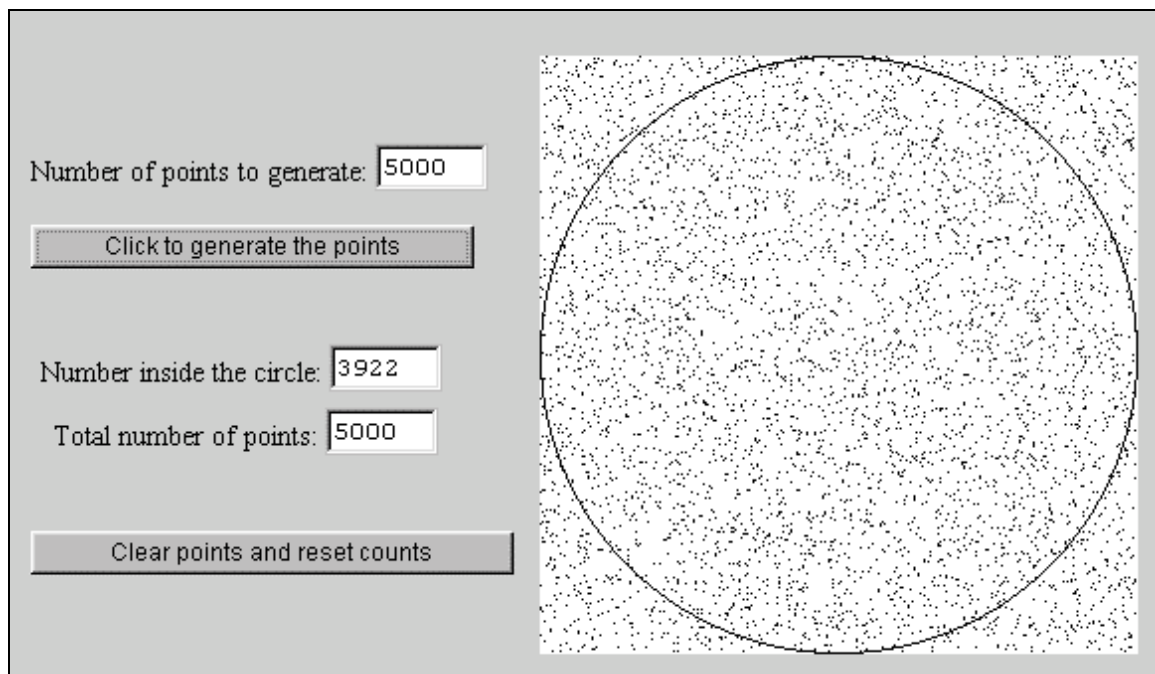 Number of points to generate: 5000
Click to generate the points
Number inside the circle: 3922
Total number of points: 5000
Clear points and reset counts